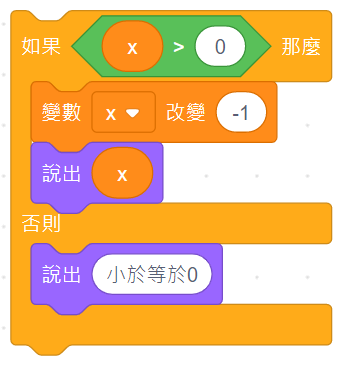 如果 x > 0 那麼
變數 x 改變 -1
說出 x
否則
說出 小於等於0